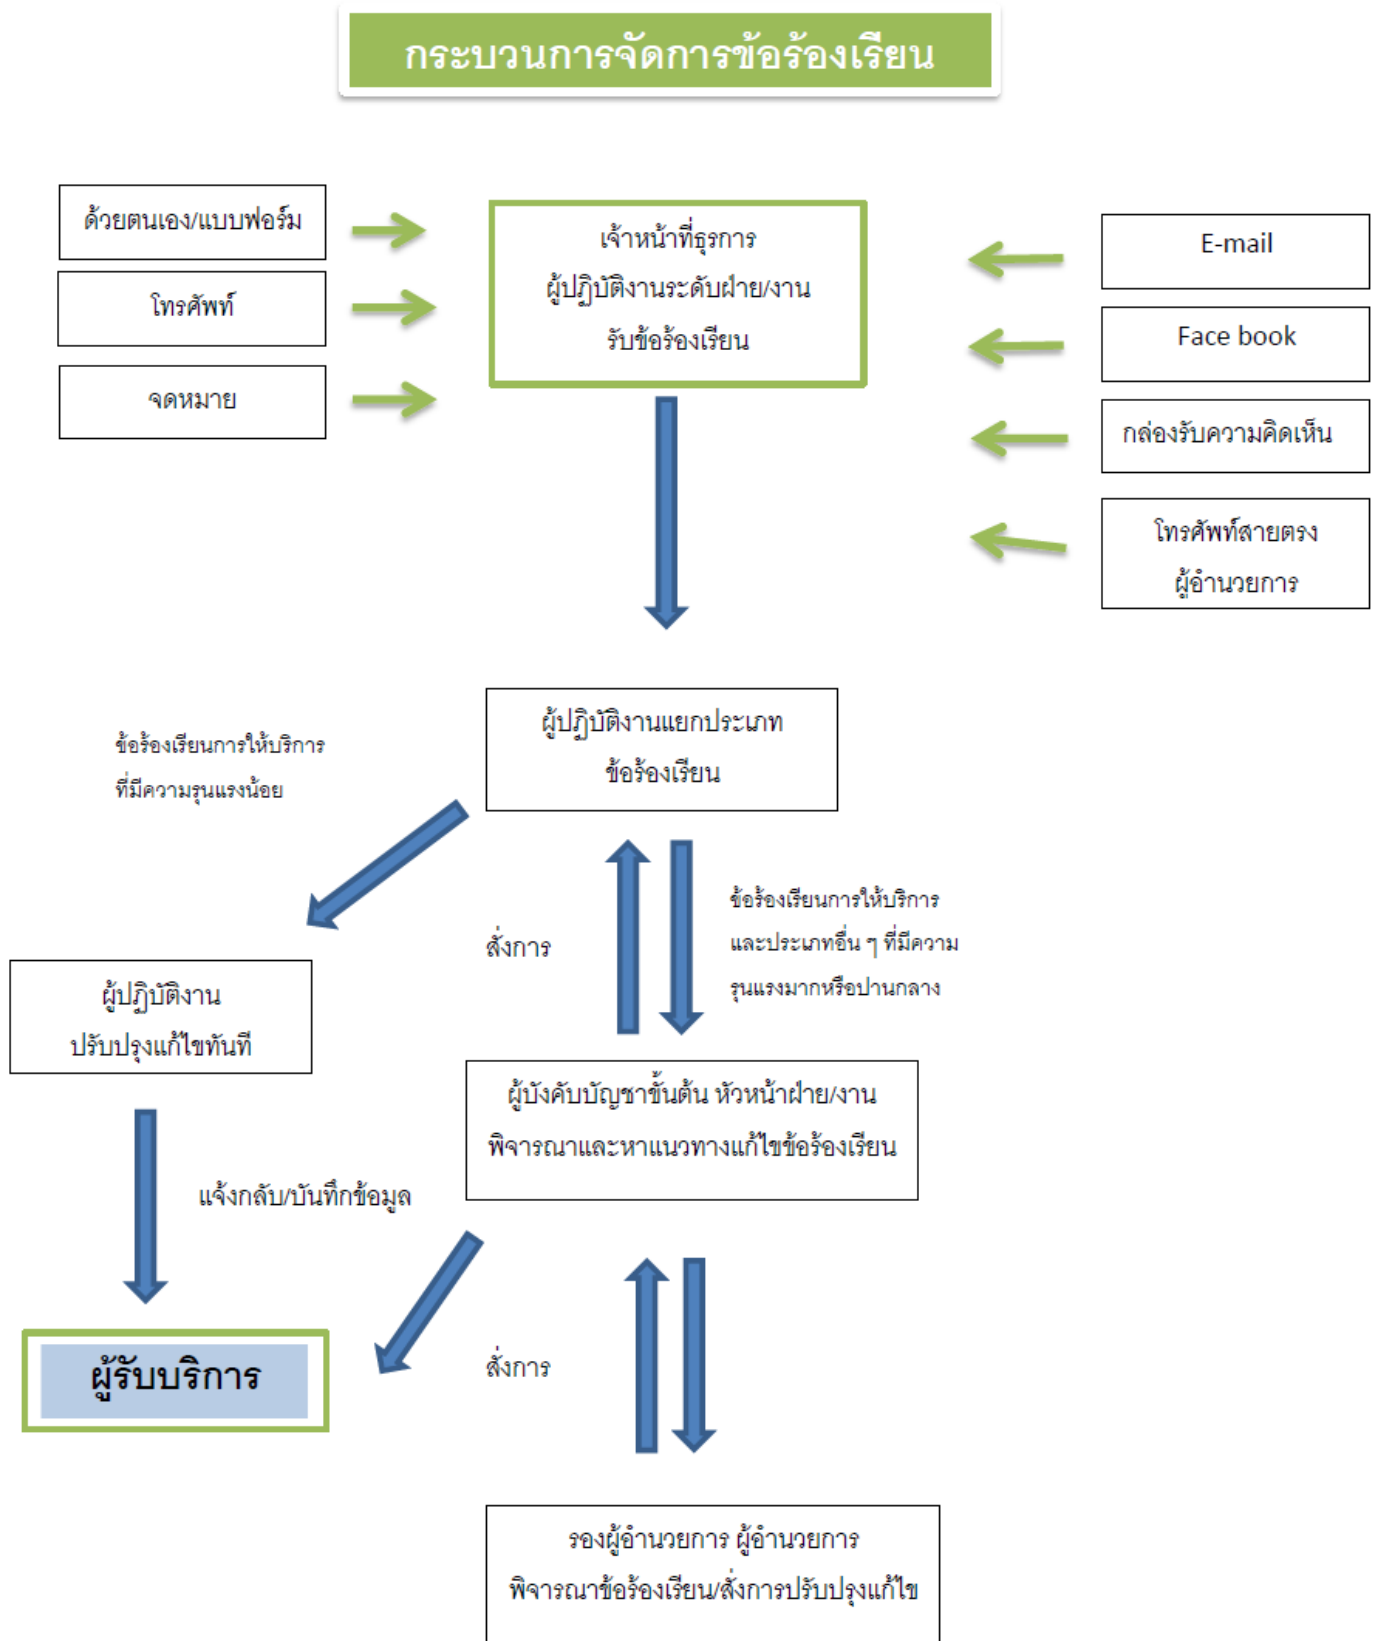 กระบวนการจัดการข้อร้องเรียน
ด้วยตนเอง/แบบฟอร์ม
โทรศัพท์
จดหมาย
เจ้าหน้าที่ธุรการ
ผู้ปฏิบัติงานระดับฝ่าย/งาน
รับข้อร้องเรียน
E-mail
Face book
กล่องรับความคิดเห็น
โทรศัพท์สายตรง
ผู้อำนวยการ
ผู้ปฏิบัติงานแยกประเภท
ข้อร้องเรียน
ข้อร้องเรียนการให้บริการ
ที่มีความรุนแรงน้อย
สั่งการ
ข้อร้องเรียนการให้บริการ
และประเภทอื่น ๆ ที่มีความ
รุนแรงมากหรือปานกลาง
ผู้ปฏิบัติงาน
ปรับปรุงแก้ไขทันที
ผู้บังคับบัญชาขั้นต้น หัวหน้าฝ่าย/งาน
พิจารณาและหาแนวทางแก้ไขข้อร้องเรียน
แจ้งกลับ/บันทึกข้อมูล
ผู้รับบริการ
สั่งการ
รองผู้อำนวยการ ผู้อำนวยการ
พิจารณาข้อร้องเรียน/สั่งการปรับปรุงแก้ไข